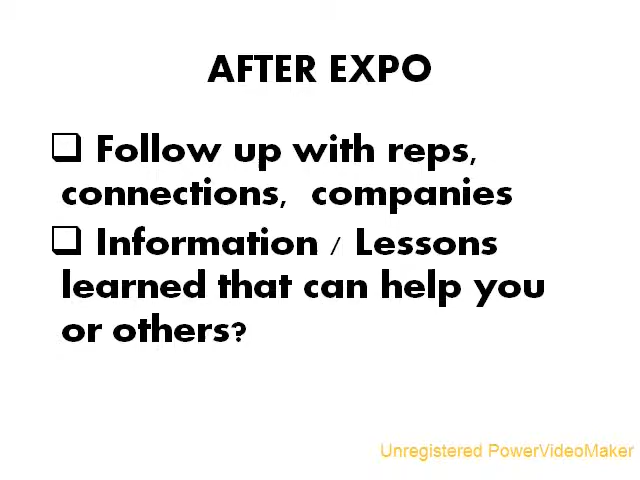 AFTER EXPO
❑ Follow up with reps,
connections, companies
❑ Information / Lessons
learned that can help you
or others?
Unregistered PowerVideoMaker